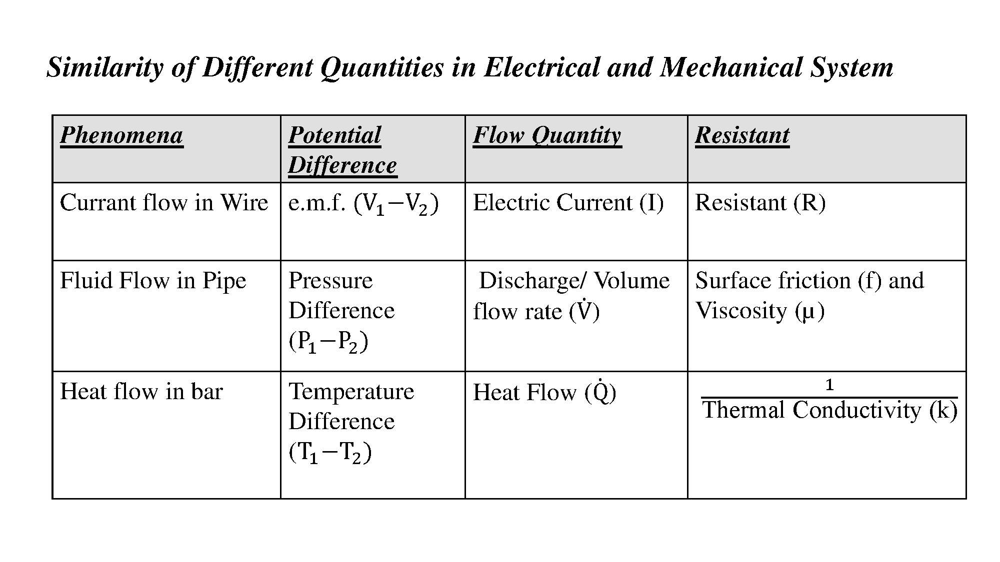 Similarity of Different Quantities in Electrical and Mechanical System
Phenomena
Potential
Difference
Flow Quantity
Resistant
Currant flow in Wire
e.m.f. (V₁−V₂)
Electric Current (I)
Resistant (R)
Fluid Flow in Pipe
Pressure
Difference
(P₁−P₂)
Discharge/ Volume
flow rate (V̇)
Surface friction (f) and
Viscosity (μ)
Heat flow in bar
Temperature
Difference
(T₁−T₂)
Heat Flow (Q̇)
1
Thermal Conductivity (k)